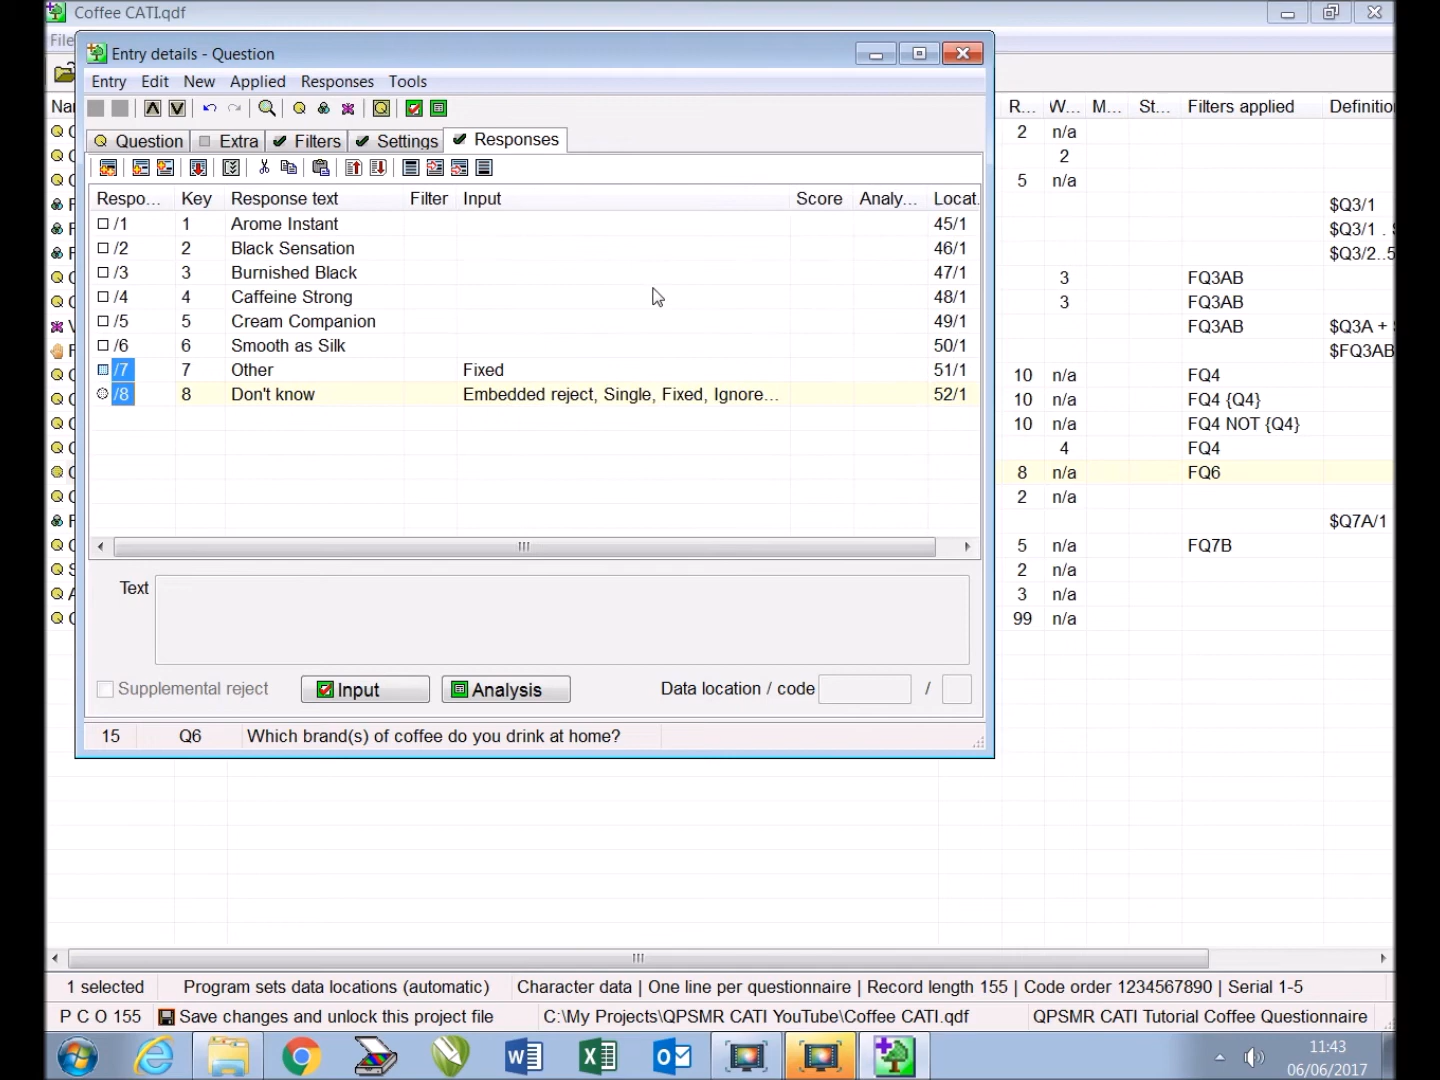 Coffee CATI.qdf
File
Entry details - Question
Entry Edit New Applied Responses Tools
Question Extra Filters Settings Responses
R... W... M... St... Filters applied Definition
Respo... Key Response text Filter Input Score Analy... Locat.
/1 1 Arome Instant 45/1
/2 2 Black Sensation 46/1
/3 3 Burnished Black 47/1
/4 4 Caffeine Strong 48/1
/5 5 Cream Companion 49/1
/6 6 Smooth as Silk 50/1
/7 7 Other Fixed 51/1
/8 8 Don't know Embedded reject, Single, Fixed, Ignore... 52/1
Text
Supplemental reject Input Analysis Data location / code /
15 Q6 Which brand(s) of coffee do you drink at home?
2 n/a
2
5 n/a
$Q3/1
$Q3/1 .
$Q3/2..5
3 FQ3AB
3 FQ3AB
FQ3AB $Q3A +
$FQ3AB
10 n/a FQ4
10 n/a FQ4 {Q4}
10 n/a FQ4 NOT {Q4}
4 FQ4
8 n/a FQ6
2 n/a
$Q7A/1
5 n/a FQ7B
2 n/a
3 n/a
99 n/a
1 selected Program sets data locations (automatic) Character data | One line per questionnaire | Record length 155 | Code order 1234567890 | Serial 1-5
P C O 155 Save changes and unlock this project file C:\My Projects\QPSMR CATI YouTube\Coffee CATI.qdf QPSMR CATI Tutorial Coffee Questionnaire
11:43
06/06/2017